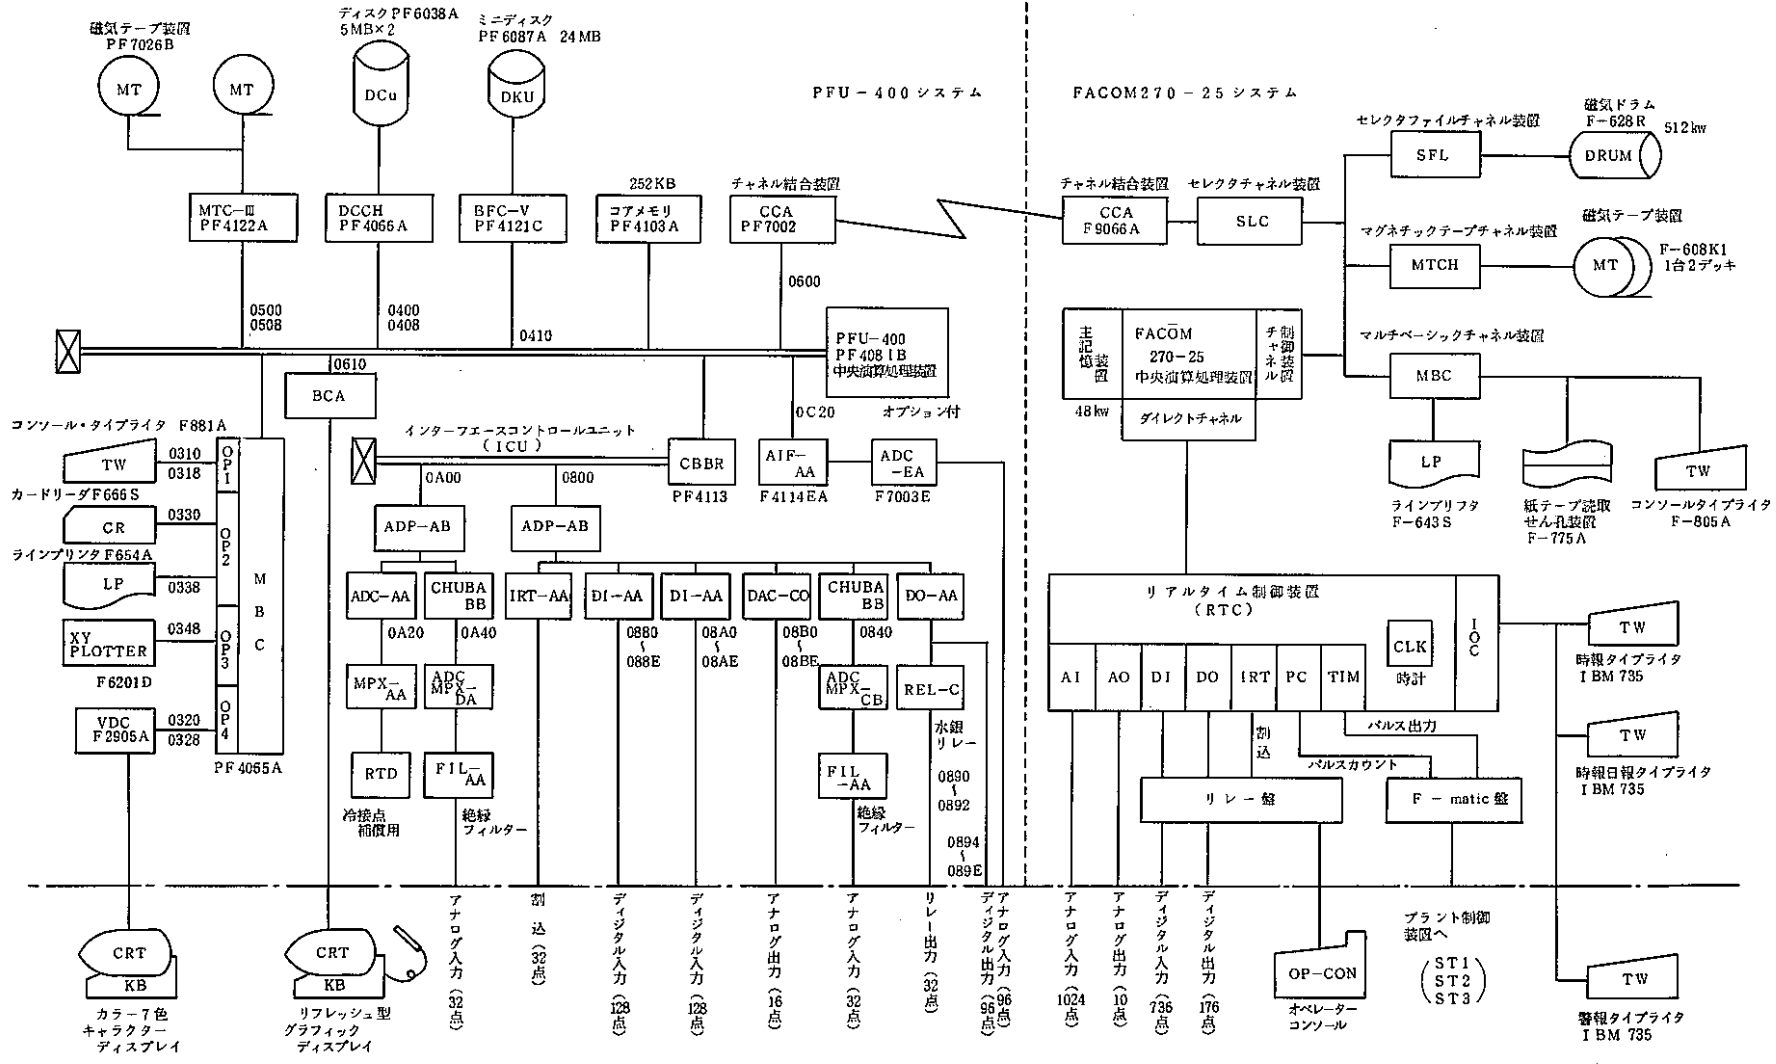 磁気テープ装置
PF7026B
MT
MT
ディスクPF6038A
5MB×2
DCu
ミニディスク
PF6087A 24MB
DKU
PFU-400システム
FACOM270-25システム
MTC-Ⅲ
PF4122A
DCCH
PF4066A
BFC-V
PF4121C
252KB
コアメモリ
PF4103A
チャネル結合装置
CCA
PF7002
チャネル結合装置
CCA
F9066A
セレクタチャネル装置
SLC
セレクタファイルチャネル装置
SFL
磁気ドラム
F-628R
512kw
DRUM
マグネチックテープチャネル装置
MTCH
磁気テープ装置
MT
F-608K1
1台2デッキ
0500
0508
0400
0408
0410
0600
PFU-400
PF4081B
中央演算処理装置
オプション付
主記憶装置
48kw
FACOM
270-25
中央演算処理装置
チャネル制御装置
ダイレクトチャネル
マルチベーシックチャネル装置
MBC
LP
ラインプリフタ
F-643S
紙テープ読取
せん孔装置
F-775A
TW
コンソールタイプライタ
F-805A
0610
BCA
コンソール・タイプライタ F881A
TW
0310
0318
カードリーダF666S
CR
0330
ラインプリンタF654A
LP
0338
XY
PLOTTER
0348
F6201D
VDC
F2905A
0320
0328
OP1
OP2
OP3
OP4
MBC
PF4065A
インターフエースコントロールユニット
(ICU)
0A00
0800
CBBR
PF4113
0C20
AIF-
AA
F4114EA
ADC
-EA
F7003E
ADP-AB
ADP-AB
ADC-AA
CHUBA
BB
IRT-AA
DI-AA
DI-AA
DAC-CO
CHUBA
BB
DO-AA
0A20
0A40
0880
〜
088E
08A0
〜
08AE
08B0
〜
08BE
0840
MPX-
AA
ADC
MPX-
DA
ADC
MPX-
CB
REL-C
水銀
リレー
RTD
冷接点
補償用
FIL-
AA
絶縁
フィルター
FIL
-AA
絶縁
フィルター
0890
〜
0892
0894
〜
089E
リアルタイム制御装置
(RTC)
CLK
時計
IOC
AI
AO
DI
DO
IRT
PC
TIM
割込
パルス出力
パルスカウント
リレー盤
F-matic盤
TW
時報タイプライタ
IBM 735
TW
時報日報タイプライタ
IBM 735
TW
警報タイプライタ
IBM 735
CRT
KB
カラー7色
キャラクター
ディスプレイ
CRT
KB
リフレッシュ型
グラフィック
ディスプレイ
アナログ入力(32点)
割込(32点)
ディジタル入力(128点)
ディジタル入力(128点)
アナログ出力(16点)
アナログ入力(32点)
リレー出力(32点)
ディジタル出力(96点)
アナログ入力(96点)
アナログ入力(1024点)
アナログ出力(10点)
ディジタル入力(736点)
ディジタル出力(176点)
OP-CON
オペレーター
コンソール
プラント制御
装置へ
(ST1
ST2
ST3)